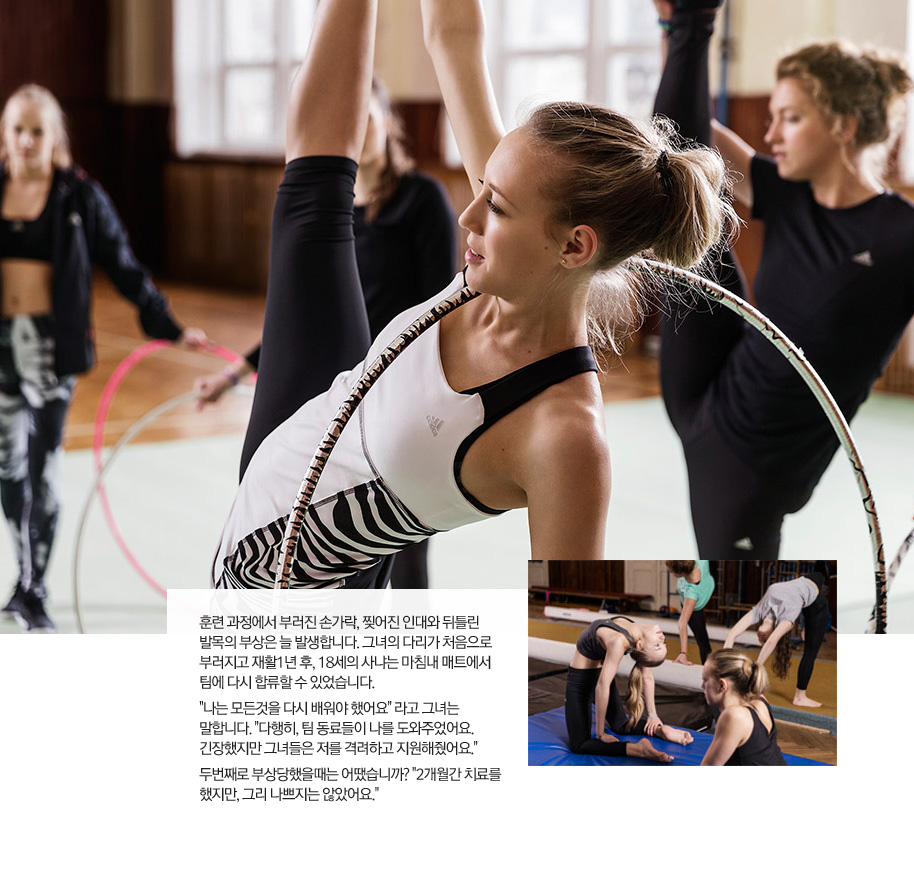 훈련 과정에서 부러진 손가락, 찢어진 인대와 뒤틀린
발목의 부상은 늘 발생합니다. 그녀의 다리가 처음으로
부러지고 재활1년 후, 18세의 사냐는 마침내 매트에서
팀에 다시 합류할 수 있었습니다.
"나는 모든것을 다시 배워야 했어요" 라고 그녀는
말합니다. "다행히, 팀 동료들이 나를 도와주었어요.
긴장했지만 그녀들은 저를 격려하고 지원해줬어요."
두번째로 부상당했을때는 어땠습니까? "2개월간 치료를
했지만, 그리 나쁘지는 않았어요."